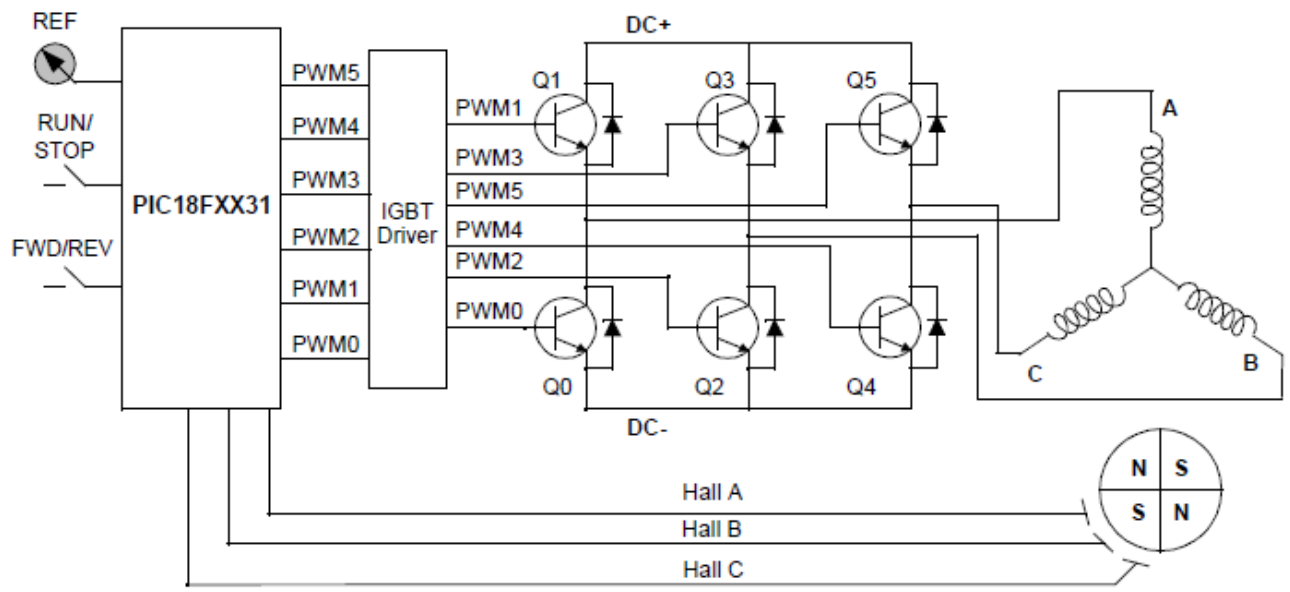 REF
RUN/
STOP
FWD/REV
PIC18FXX31
PWM5
PWM4
PWM3
PWM2
PWM1
PWM0
IGBT
Driver
PWM1
PWM3
PWM5
PWM4
PWM2
PWM0
DC+
Q1
Q3
Q5
Q0
Q2
Q4
DC-
A
C
B
N S
S N
Hall A
Hall B
Hall C